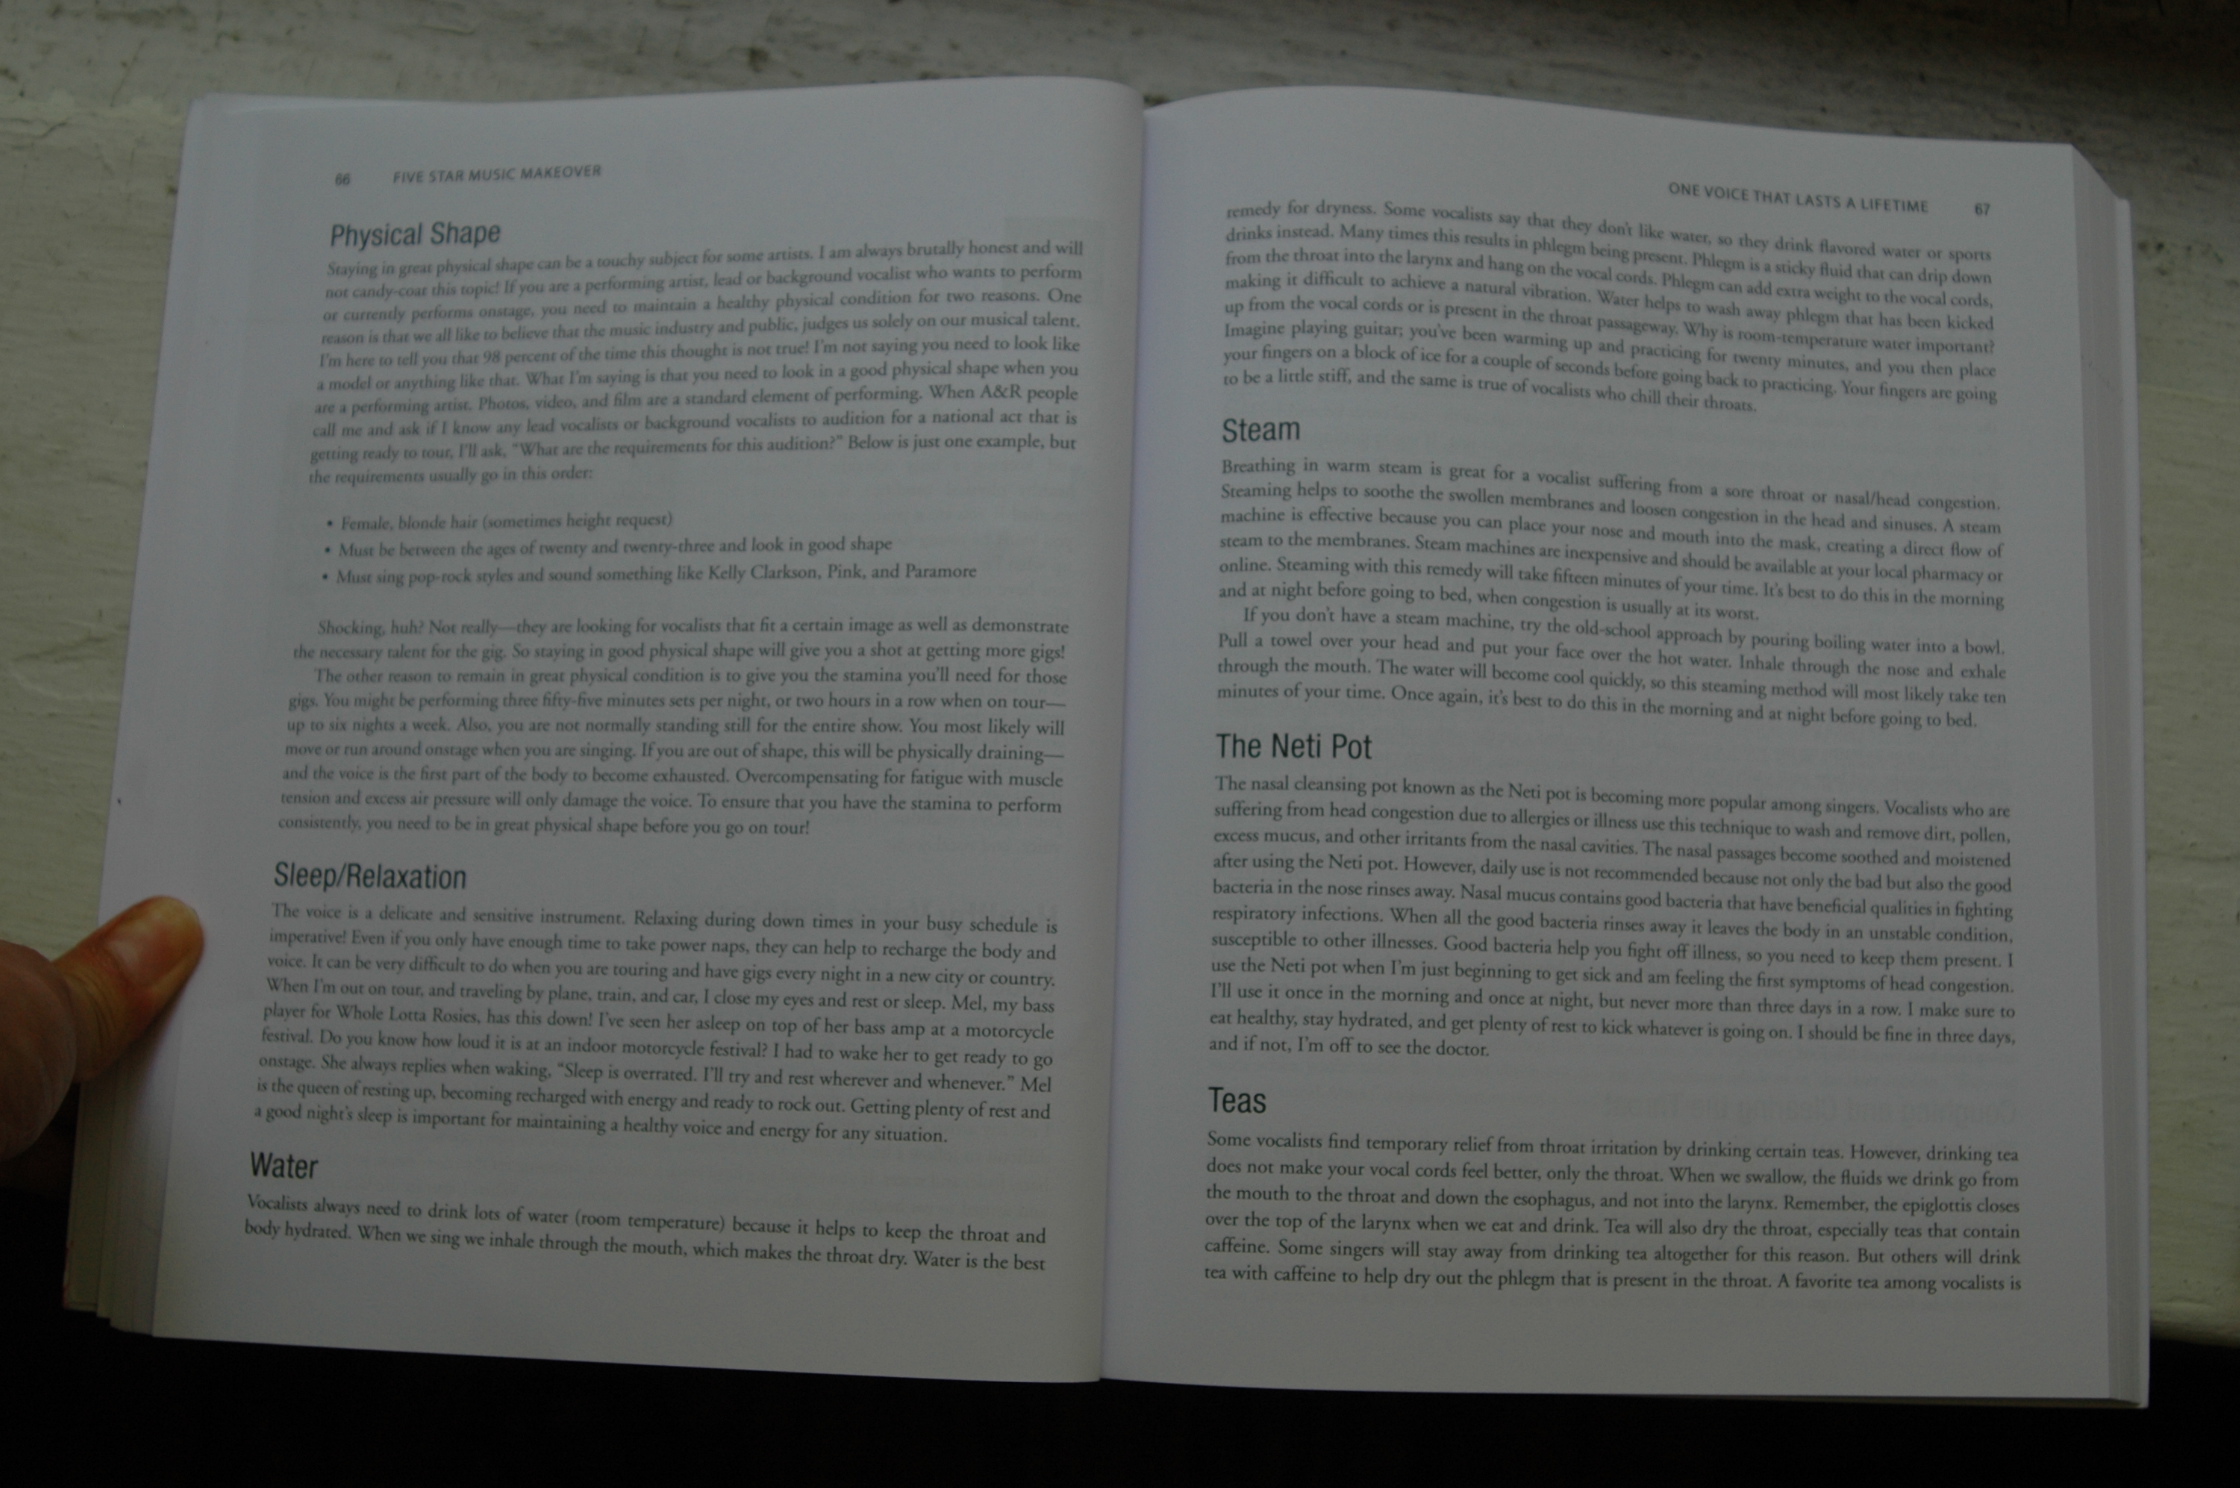 66 FIVE STAR MUSIC MAKEOVER
Physical Shape
Staying in great physical shape can be a touchy subject for some artists. I am always brutally honest and will
not candy-coat this topic! If you are a performing artist, lead or background vocalist who wants to perform
or currently performs onstage, you need to maintain a healthy physical condition for two reasons. One
reason is that we all like to believe that the music industry and public, judges us solely on our musical talent.
I'm here to tell you that 98 percent of the time this thought is not true! I'm not saying you need to look like
a model or anything like that. What I'm saying is that you need to look in a good physical shape when you
are a performing artist. Photos, video, and film are a standard element of performing. When A&R people
call me and ask if I know any lead vocalists or background vocalists to audition for a national act that is
getting ready to tour, I'll ask, "What are the requirements for this audition?" Below is just one example, but
the requirements usually go in this order:
• Female, blonde hair (sometimes height request)
• Must be between the ages of twenty and twenty-three and look in good shape
• Must sing pop-rock styles and sound something like Kelly Clarkson, Pink, and Paramore
Shocking, huh? Not really—they are looking for vocalists that fit a certain image as well as demonstrate
the necessary talent for the gig. So staying in good physical shape will give you a shot at getting more gigs!
The other reason to remain in great physical condition is to give you the stamina you'll need for those
gigs. You might be performing three fifty-five minutes sets per night, or two hours in a row when on tour—
up to six nights a week. Also, you are not normally standing still for the entire show. You most likely will
move or run around onstage when you are singing. If you are out of shape, this will be physically draining—
and the voice is the first part of the body to become exhausted. Overcompensating for fatigue with muscle
tension and excess air pressure will only damage the voice. To ensure that you have the stamina to perform
consistently, you need to be in great physical shape before you go on tour!
Sleep/Relaxation
The voice is a delicate and sensitive instrument. Relaxing during down times in your busy schedule is
imperative! Even if you only have enough time to take power naps, they can help to recharge the body and
voice. It can be very difficult to do when you are touring and have gigs every night in a new city or country.
When I'm out on tour, and traveling by plane, train, and car, I close my eyes and rest or sleep. Mel, my bass
player for Whole Lotta Rosies, has this down! I've seen her asleep on top of her bass amp at a motorcycle
festival. Do you know how loud it is at an indoor motorcycle festival? I had to wake her to get ready to go
onstage. She always replies when waking, "Sleep is overrated. I'll try and rest wherever and whenever." Mel
is the queen of resting up, becoming recharged with energy and ready to rock out. Getting plenty of rest and
a good night's sleep is important for maintaining a healthy voice and energy for any situation.
Water
Vocalists always need to drink lots of water (room temperature) because it helps to keep the throat and
body hydrated. When we sing we inhale through the mouth, which makes the throat dry. Water is the best
ONE VOICE THAT LASTS A LIFETIME 67
remedy for dryness. Some vocalists say that they don't like water, so they drink flavored water or sports
drinks instead. Many times this results in phlegm being present. Phlegm is a sticky fluid that can drip down
from the throat into the larynx and hang on the vocal cords. Phlegm can add extra weight to the vocal cords,
making it difficult to achieve a natural vibration. Water helps to wash away phlegm that has been kicked
up from the vocal cords or is present in the throat passageway. Why is room-temperature water important?
Imagine playing guitar; you've been warming up and practicing for twenty minutes, and you then place
your fingers on a block of ice for a couple of seconds before going back to practicing. Your fingers are going
to be a little stiff, and the same is true of vocalists who chill their throats.
Steam
Breathing in warm steam is great for a vocalist suffering from a sore throat or nasal/head congestion.
Steaming helps to soothe the swollen membranes and loosen congestion in the head and sinuses. A steam
machine is effective because you can place your nose and mouth into the mask, creating a direct flow of
steam to the membranes. Steam machines are inexpensive and should be available at your local pharmacy or
online. Steaming with this remedy will take fifteen minutes of your time. It's best to do this in the morning
and at night before going to bed, when congestion is usually at its worst.
If you don't have a steam machine, try the old-school approach by pouring boiling water into a bowl.
Pull a towel over your head and put your face over the hot water. Inhale through the nose and exhale
through the mouth. The water will become cool quickly, so this steaming method will most likely take ten
minutes of your time. Once again, it's best to do this in the morning and at night before going to bed.
The Neti Pot
The nasal cleansing pot known as the Neti pot is becoming more popular among singers. Vocalists who are
suffering from head congestion due to allergies or illness use this technique to wash and remove dirt, pollen,
excess mucus, and other irritants from the nasal cavities. The nasal passages become soothed and moistened
after using the Neti pot. However, daily use is not recommended because not only the bad but also the good
bacteria in the nose rinses away. Nasal mucus contains good bacteria that have beneficial qualities in fighting
respiratory infections. When all the good bacteria rinses away it leaves the body in an unstable condition,
susceptible to other illnesses. Good bacteria help you fight off illness, so you need to keep them present. I
use the Neti pot when I'm just beginning to get sick and am feeling the first symptoms of head congestion.
I'll use it once in the morning and once at night, but never more than three days in a row. I make sure to
eat healthy, stay hydrated, and get plenty of rest to kick whatever is going on. I should be fine in three days,
and if not, I'm off to see the doctor.
Teas
Some vocalists find temporary relief from throat irritation by drinking certain teas. However, drinking tea
does not make your vocal cords feel better, only the throat. When we swallow, the fluids we drink go from
the mouth to the throat and down the esophagus, and not into the larynx. Remember, the epiglottis closes
over the top of the larynx when we eat and drink. Tea will also dry the throat, especially teas that contain
caffeine. Some singers will stay away from drinking tea altogether for this reason. But others will drink
tea with caffeine to help dry out the phlegm that is present in the throat. A favorite tea among vocalists is